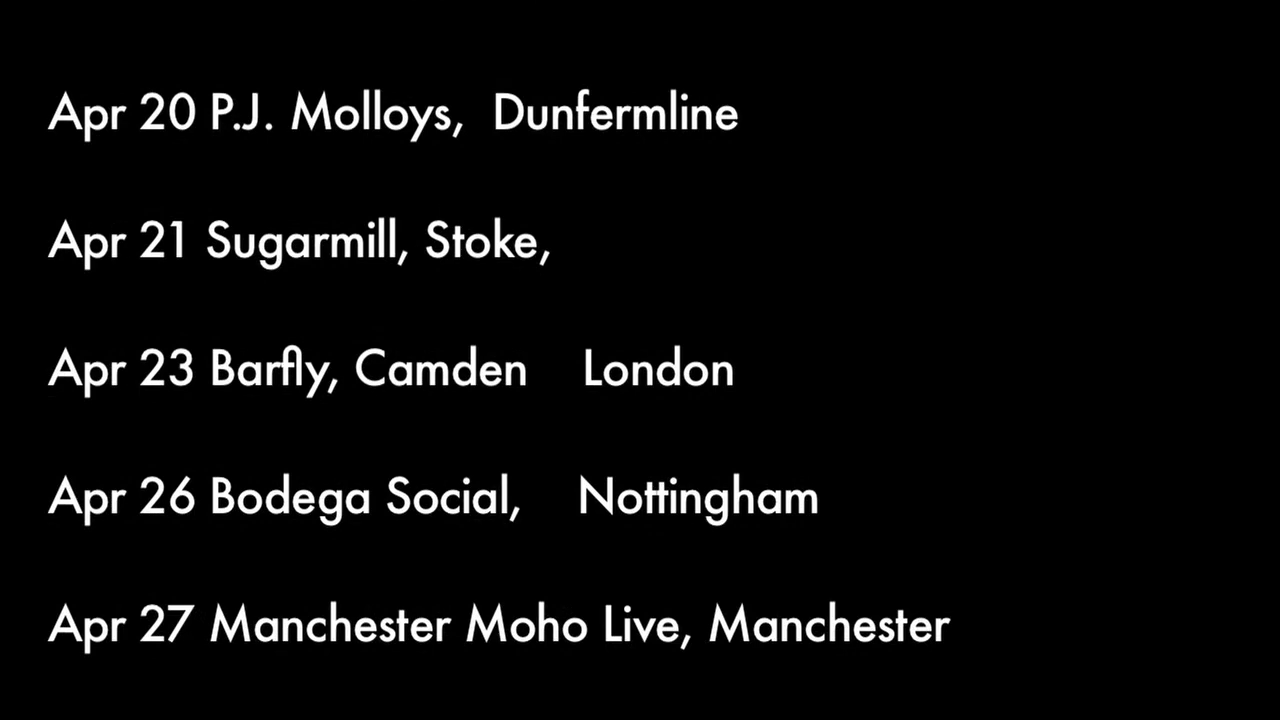 Apr 20 P.J. Molloys, Dunfermline
Apr 21 Sugarmill, Stoke,
Apr 23 Barfly, Camden London
Apr 26 Bodega Social, Nottingham
Apr 27 Manchester Moho Live, Manchester